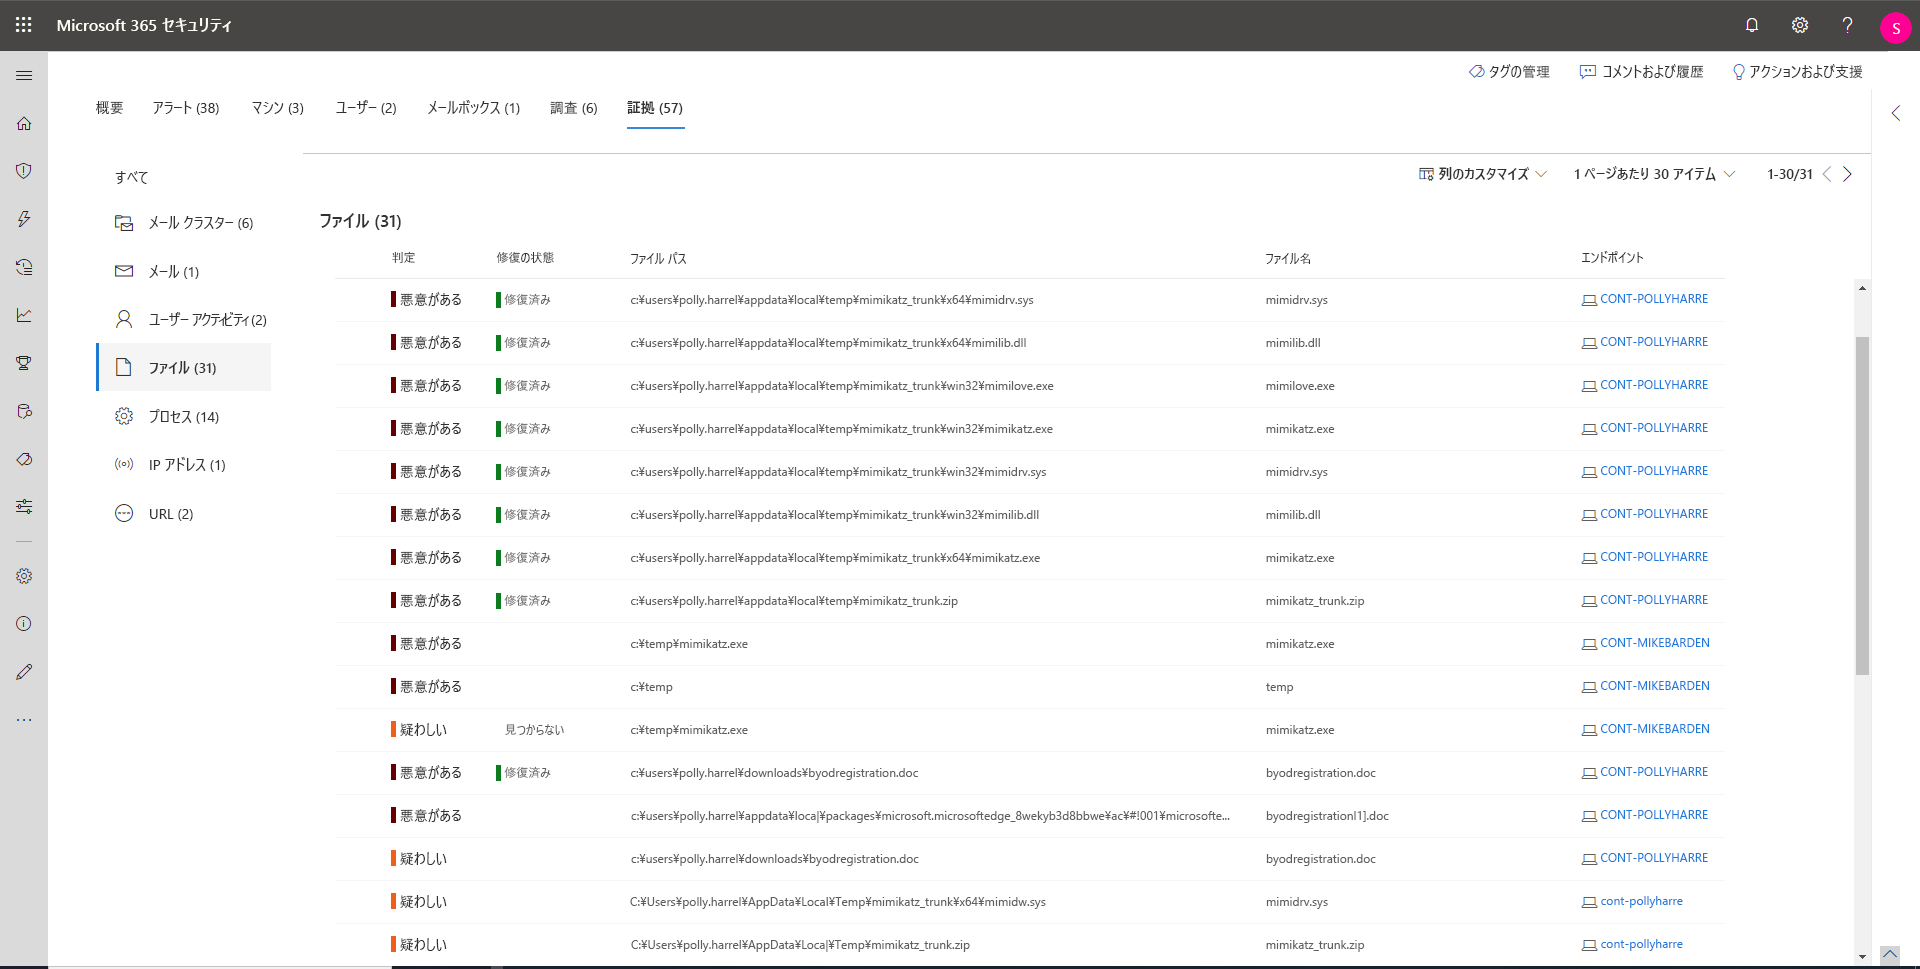 Microsoft 365 セキュリティ
S
タグの管理 コメントおよび履歴 アクションおよび支援
概要 アラート (38) マシン (3) ユーザー (2) メールボックス (1) 調査 (6) 証拠 (57)
列のカスタマイズ 1 ページあたり 30 アイテム 1-30/31
すべて
メール クラスター (6)
メール (1)
ユーザー アクティビティ(2)
ファイル (31)
プロセス (14)
IP アドレス (1)
URL (2)
ファイル (31)
判定 修復の状態 ファイル パス ファイル名 エンドポイント
悪意がある 修復済み c:¥users¥polly.harrel¥appdata¥local¥temp¥mimikatz_trunk¥x64¥mimidrv.sys mimidrv.sys CONT-POLLYHARRE
悪意がある 修復済み c:¥users¥polly.harrel¥appdata¥local¥temp¥mimikatz_trunk¥x64¥mimilib.dll mimilib.dll CONT-POLLYHARRE
悪意がある 修復済み c:¥users¥polly.harrel¥appdata¥local¥temp¥mimikatz_trunk¥win32¥mimilove.exe mimilove.exe CONT-POLLYHARRE
悪意がある 修復済み c:¥users¥polly.harrel¥appdata¥local¥temp¥mimikatz_trunk¥win32¥mimikatz.exe mimikatz.exe CONT-POLLYHARRE
悪意がある 修復済み c:¥users¥polly.harrel¥appdata¥local¥temp¥mimikatz_trunk¥win32¥mimidrv.sys mimidrv.sys CONT-POLLYHARRE
悪意がある 修復済み c:¥users¥polly.harrel¥appdata¥local¥temp¥mimikatz_trunk¥win32¥mimilib.dll mimilib.dll CONT-POLLYHARRE
悪意がある 修復済み c:¥users¥polly.harrel¥appdata¥local¥temp¥mimikatz_trunk¥x64¥mimikatz.exe mimikatz.exe CONT-POLLYHARRE
悪意がある 修復済み c:¥users¥polly.harrel¥appdata¥local¥temp¥mimikatz_trunk.zip mimikatz_trunk.zip CONT-POLLYHARRE
悪意がある c:¥temp¥mimikatz.exe mimikatz.exe CONT-MIKEBARDEN
悪意がある c:¥temp temp CONT-MIKEBARDEN
疑わしい 見つからない c:¥temp¥mimikatz.exe mimikatz.exe CONT-MIKEBARDEN
悪意がある 修復済み c:¥users¥polly.harrel¥downloads¥byodregistration.doc byodregistration.doc CONT-POLLYHARRE
悪意がある c:¥users¥polly.harrel¥appdata¥loca|¥packages¥microsoft.microsoftedge_8wekyb3d8bbwe¥ac¥#!001¥microsofte... byodregistration|1].doc CONT-POLLYHARRE
疑わしい c:¥users¥polly.harrel¥downloads¥byodregistration.doc byodregistration.doc CONT-POLLYHARRE
疑わしい C:¥Users¥polly.harrel¥AppData¥Local¥Temp¥mimikatz_trunk¥x64¥mimidw.sys mimidrv.sys cont-pollyharre
疑わしい C:¥Users¥polly.harrel¥AppData¥Loca|¥Temp¥mimikatz_trunk.zip mimikatz_trunk.zip cont-pollyharre